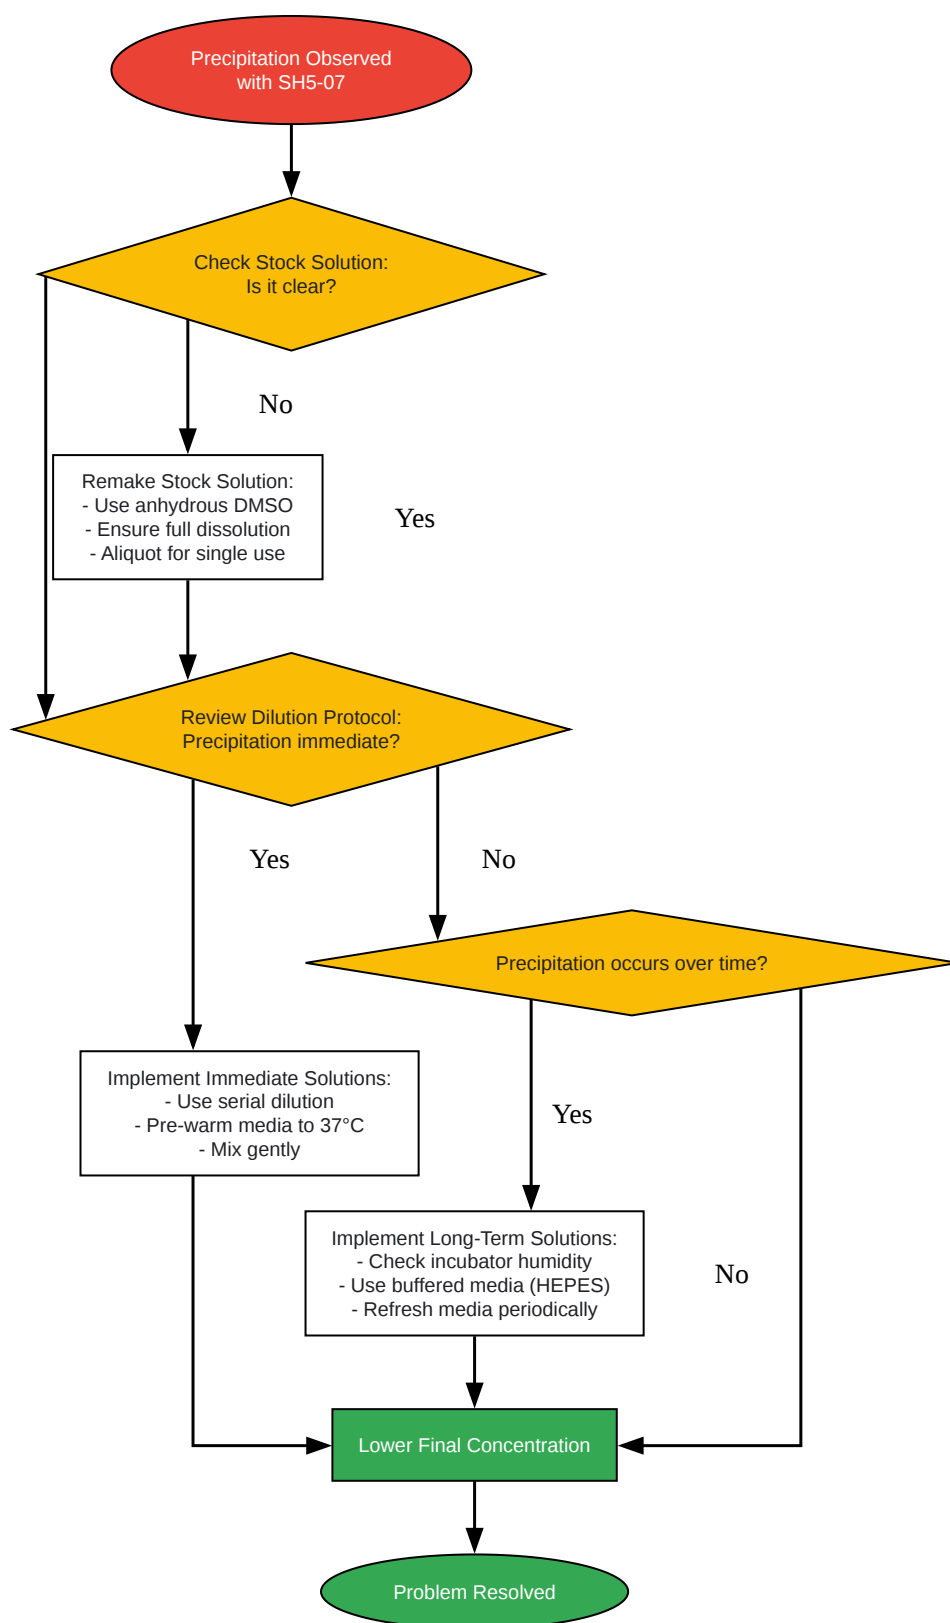 Precipitation Observed
with SH5-07
Check Stock Solution:
Is it clear?
No
Remake Stock Solution:
- Use anhydrous DMSO
- Ensure full dissolution
- Aliquot for single use
Yes
Review Dilution Protocol:
Precipitation immediate?
Yes
No
Precipitation occurs over time?
Implement Immediate Solutions:
- Use serial dilution
- Pre-warm media to 37°C
- Mix gently
Yes
Implement Long-Term Solutions:
- Check incubator humidity
- Use buffered media (HEPES)
- Refresh media periodically
No
Lower Final Concentration
Problem Resolved